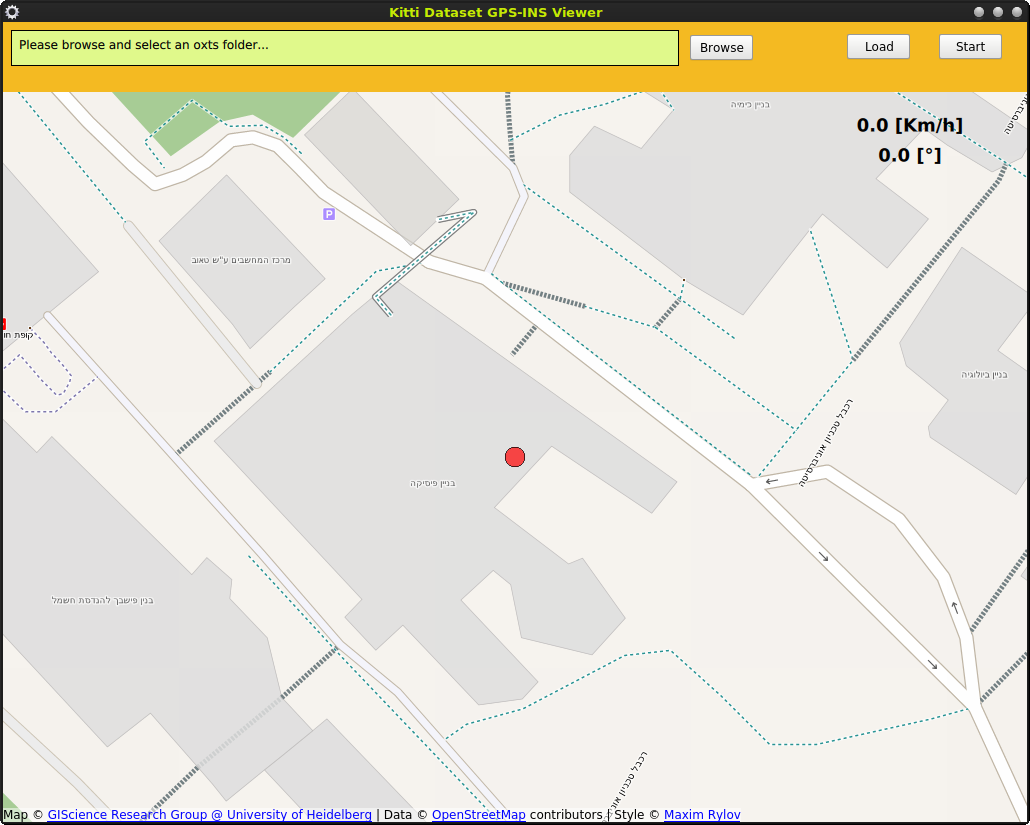 Kitti Dataset GPS-INS Viewer
Please browse and select an oxts folder...
Browse
Load
Start
בניין כימיה
0.0 [Km/h]
0.0 [°]
P
מרכז המחשבים ע"ש טאוב
קופת חו
בניין ביולוגיה
רכבל טכניון אוניברסיטה
בניין פיסיקה
בנין פישבך להנדסת חשמל
רכבל טכניון אונ
Map © GIScience Research Group @ University of Heidelberg | Data © OpenStreetMap contributors | Style © Maxim Rylov